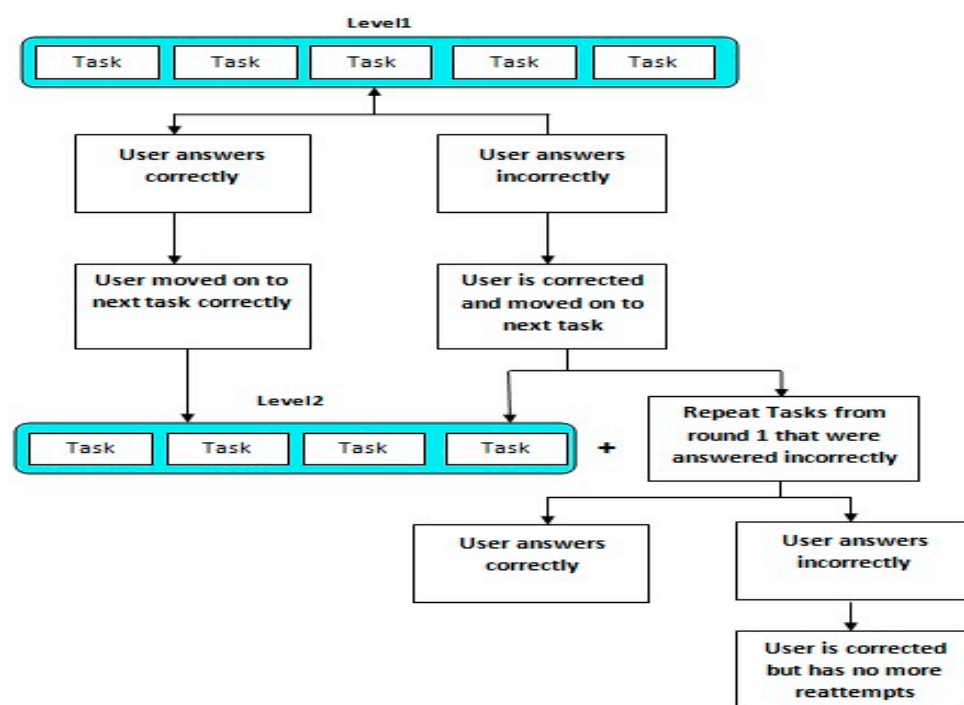 Level1
Task Task Task Task Task
User answers
correctly
User answers
incorrectly
User moved on to
next task correctly
User is corrected
and moved on to
next task
Level2
Task Task Task Task +
Repeat Tasks from
round 1 that were
answered incorrectly
User answers
correctly
User answers
incorrectly
User is corrected
but has no more
reattempts